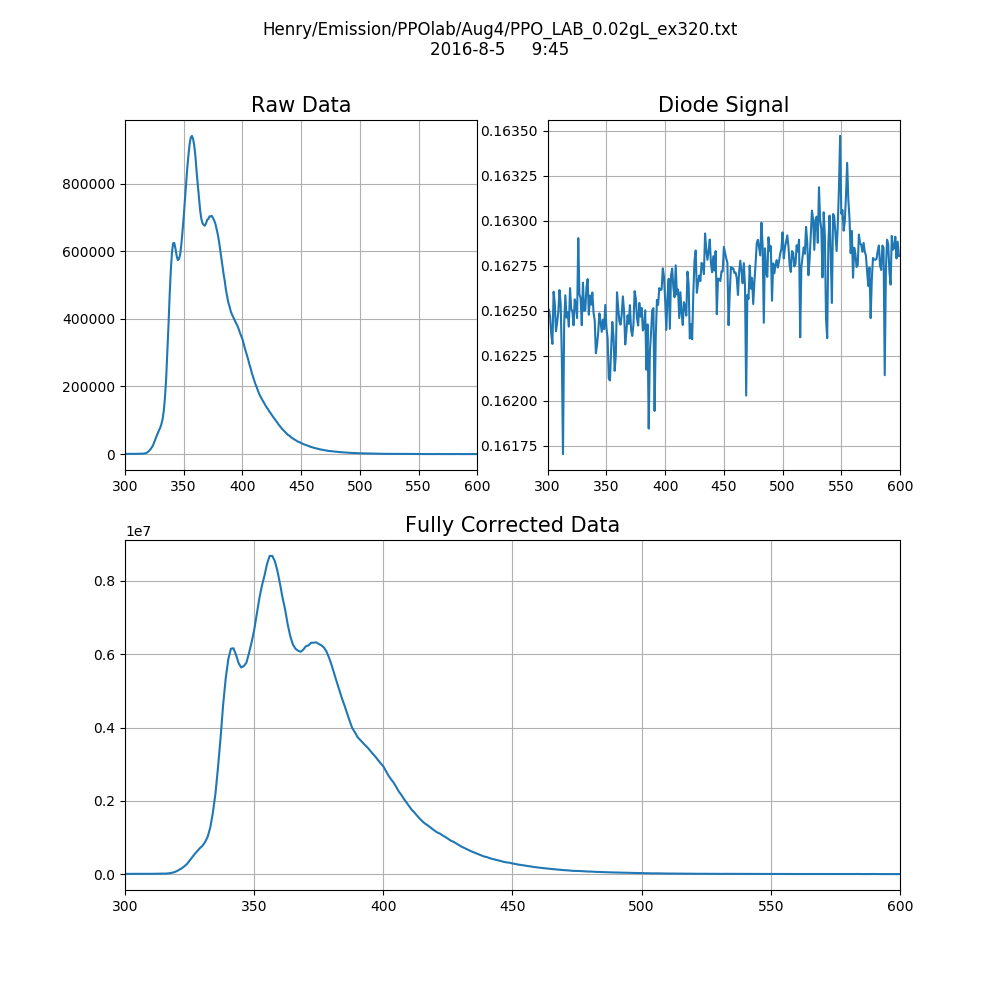 Henry/Emission/PPOlab/Aug4/PPO_LAB_0.02gL_ex320.txt
2016-8-5 9:45
Raw Data
800000
600000
400000
200000
0
300 350 400 450 500 550 600
Diode Signal
0.16350
0.16325
0.16300
0.16275
0.16250
0.16225
0.16200
0.16175
300 350 400 450 500 550 600
Fully Corrected Data
1e7
0.8
0.6
0.4
0.2
0.0
300 350 400 450 500 550 600